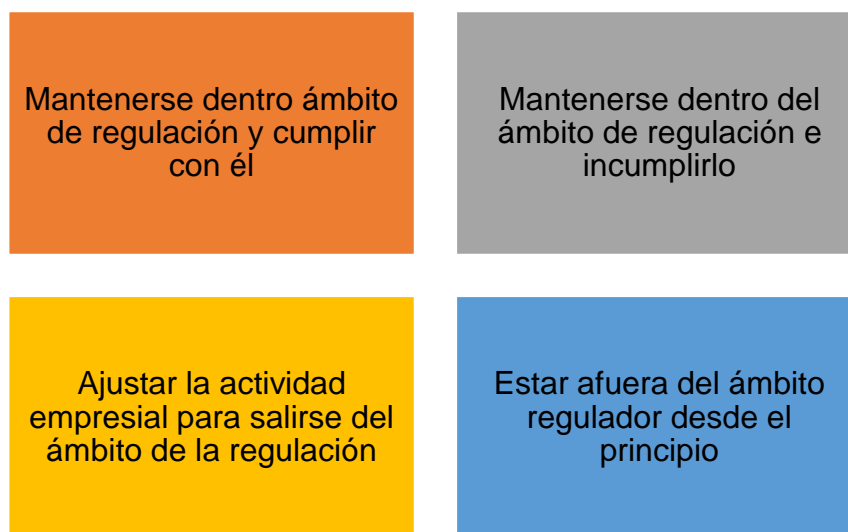 Mantenerse dentro ámbito
de regulación y cumplir
con él
Mantenerse dentro del
ámbito de regulación e
incumplirlo
Ajustar la actividad
empresial para salirse del
ámbito de la regulación
Estar afuera del ámbito
regulador desde el
principio